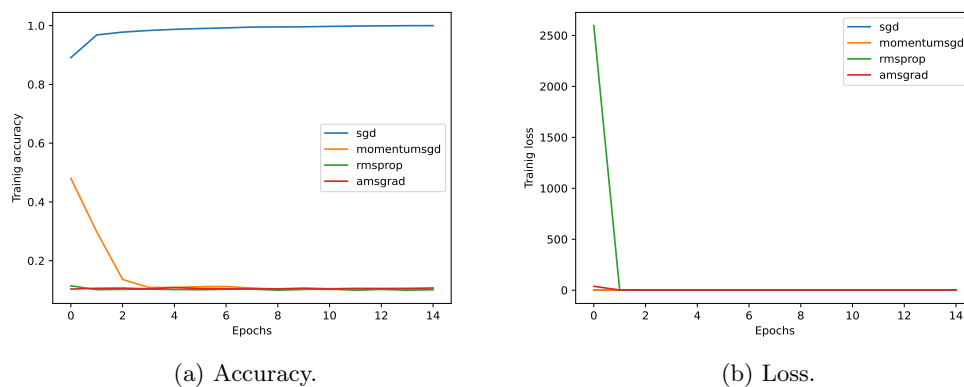 1.0
0.8
0.6
0.4
0.2
Trainig accuracy
sgd
momentumsgd
rmsprop
amsgrad
0 2 4 6 8 10 12 14
Epochs
(a) Accuracy.
2500
2000
1500
1000
500
0
Trainig loss
sgd
momentumsgd
rmsprop
amsgrad
0 2 4 6 8 10 12 14
Epochs
(b) Loss.